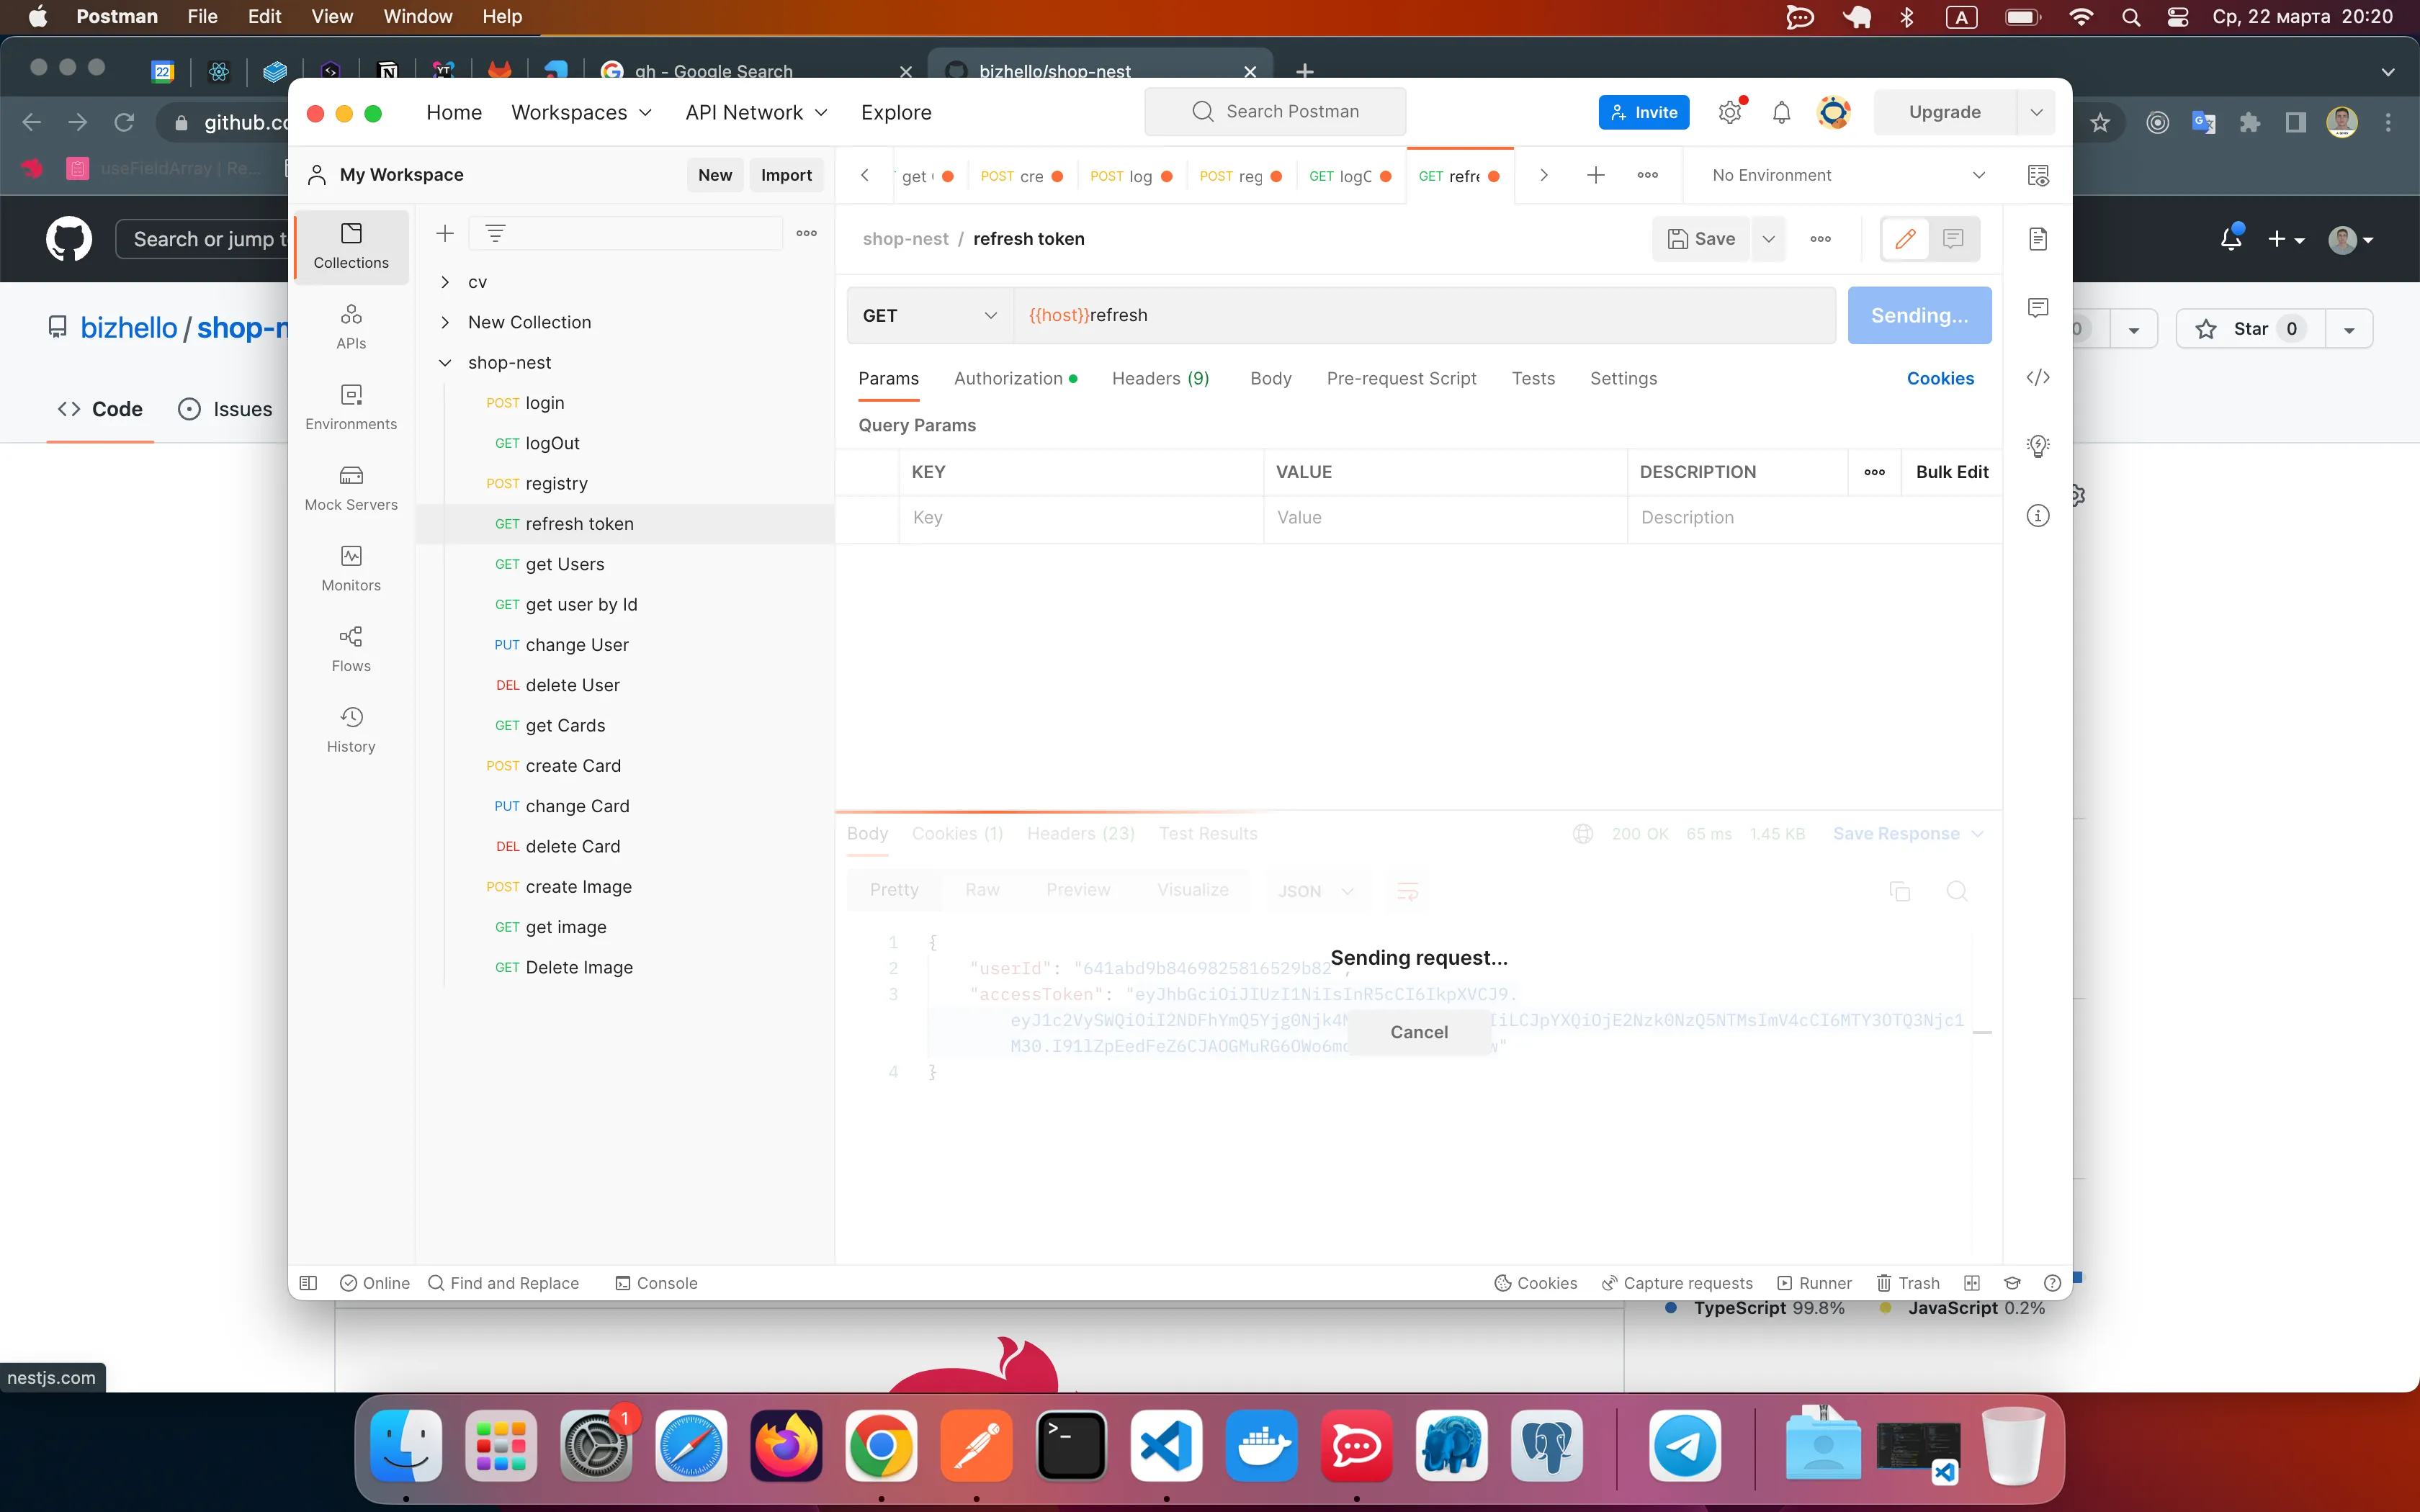 Postman File Edit View Window Help
A Ср, 22 марта 20:20
22 gh - Google Search bizhello/shop-nest
github.co
useFieldArray | Re...
Home Workspaces API Network Explore Search Postman Invite Upgrade
My Workspace New Import
get POST cre POST log POST reg GET logO GET refre No Environment
Search or jump t
Collections
APIs
Environments
Mock Servers
Monitors
Flows
History
cv
New Collection
shop-nest
POST login
GET logOut
POST registry
GET refresh token
GET get Users
GET get user by Id
PUT change User
DEL delete User
GET get Cards
POST create Card
PUT change Card
DEL delete Card
POST create Image
GET get image
GET Delete Image
shop-nest / refresh token Save
GET {{host}}refresh Sending...
bizhello / shop-n
0 Star 0
Code Issues
Params Authorization Headers (9) Body Pre-request Script Tests Settings Cookies
Query Params
KEY VALUE DESCRIPTION Bulk Edit
Key Value Description
Body Cookies (1) Headers (23) Test Results 200 OK 65 ms 1.45 KB Save Response
Pretty Raw Preview Visualize JSON
1 {
2 "userId": "641abd9b8469825816529b82",
3 "accessToken": "eyJhbGciOiJIUzI1NiIsInR5cCI6IkpXVCJ9.
eyJ1c2VySWQiOiI2NDFhYmQ5Yjg0Njk4N iLCJpYXQiOjE2Nzk0NzQ5NTMsImV4cCI6MTY3OTQ3Njc1
M30.I91lZpEedFeZ6CJAOGMuRG6OWo6m w"
4 }
Sending request...
Cancel
Online Find and Replace Console Cookies Capture requests Runner Trash
TypeScript 99.8% JavaScript 0.2%
nestjs.com
1